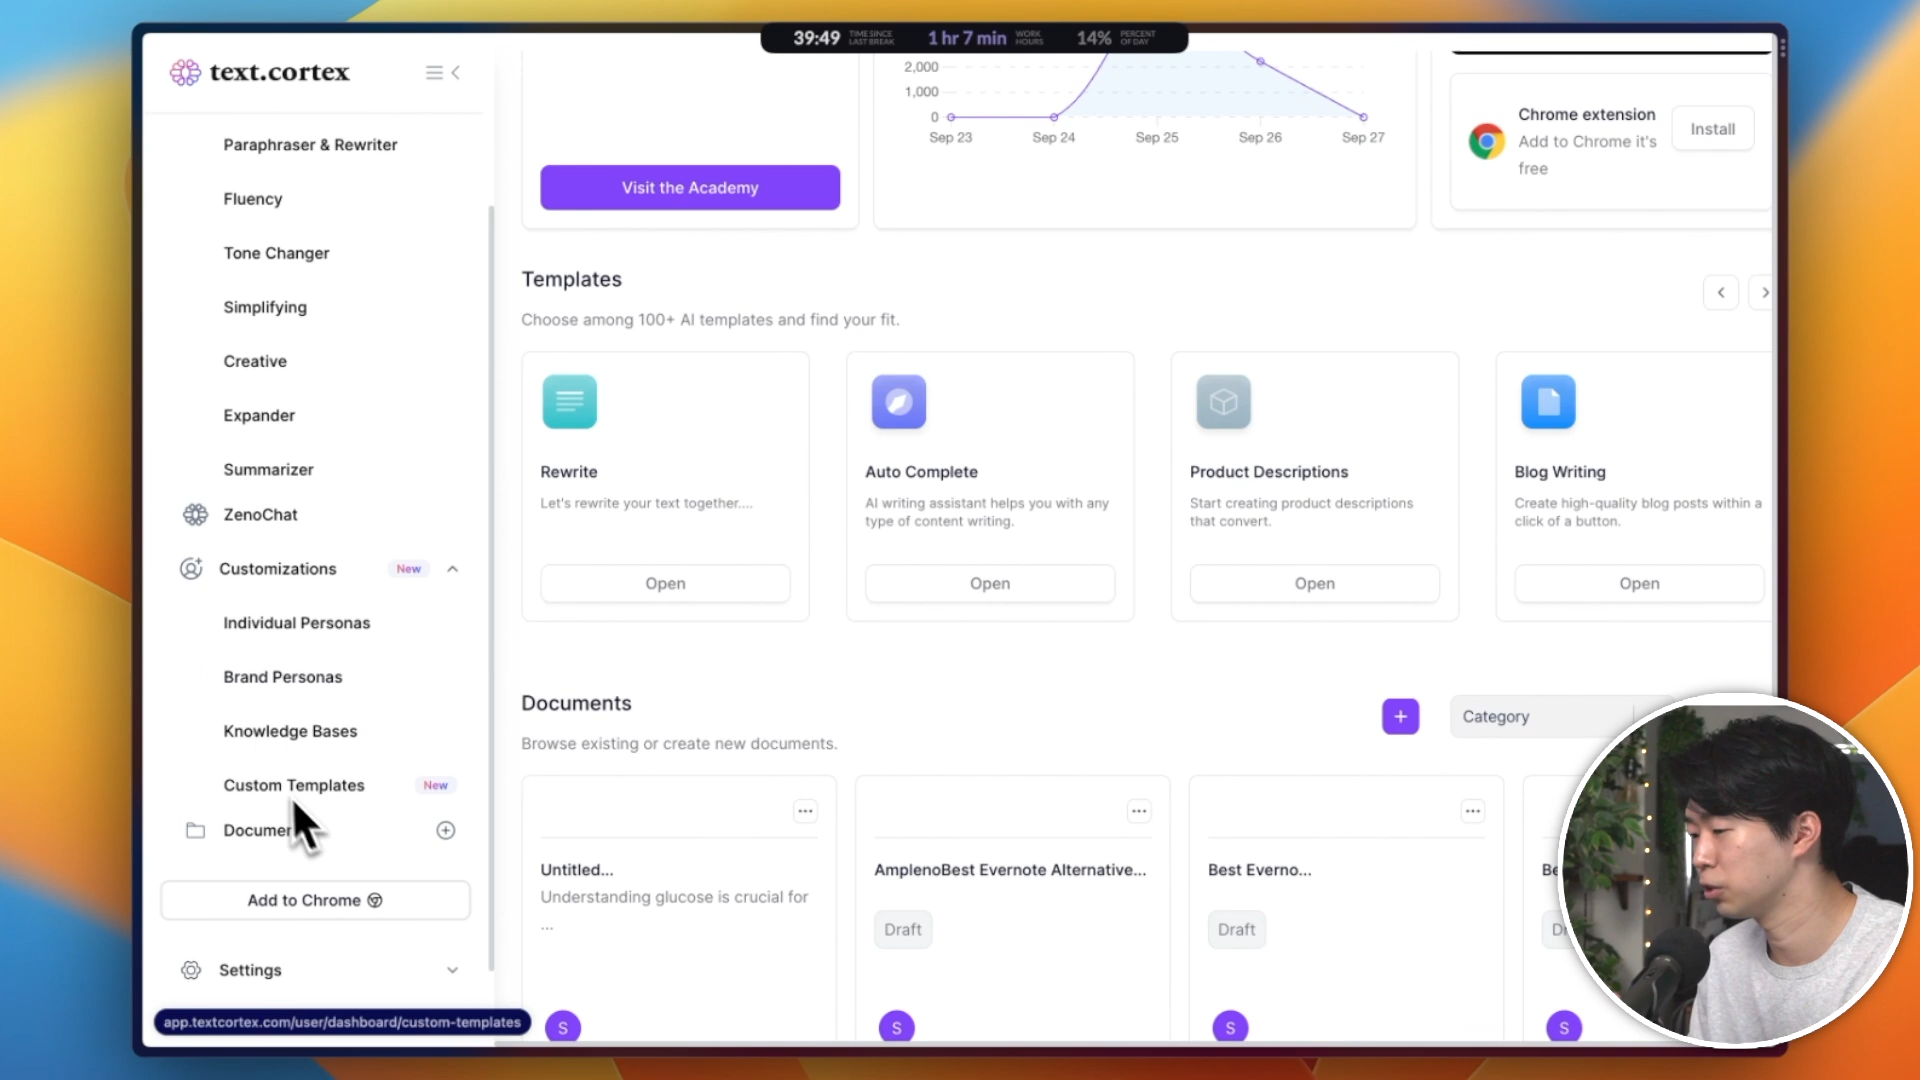 39:49 TIME SINCE LAST BREAK 1 hr 7 min WORK HOURS 14% PERCENT OF DAY
text.cortex
Paraphraser & Rewriter
Fluency
Tone Changer
Simplifying
Creative
Expander
Summarizer
ZenoChat
Customizations New
Individual Personas
Brand Personas
Knowledge Bases
Custom Templates New
Documen
Add to Chrome
Settings
app.textcortex.com/user/dashboard/custom-templates
Visit the Academy
2,000
1,000
0
Sep 23 Sep 24 Sep 25 Sep 26 Sep 27
Chrome extension
Add to Chrome it's
free
Install
Templates
Choose among 100+ AI templates and find your fit.
Rewrite
Let's rewrite your text together....
Open
Auto Complete
AI writing assistant helps you with any
type of content writing.
Open
Product Descriptions
Start creating product descriptions
that convert.
Open
Blog Writing
Create high-quality blog posts within a
click of a button.
Open
Documents
Browse existing or create new documents.
Category
Untitled...
Understanding glucose is crucial for
...
S
AmplenoBest Evernote Alternative...
Draft
S
Best Everno...
Draft
S
Be
S